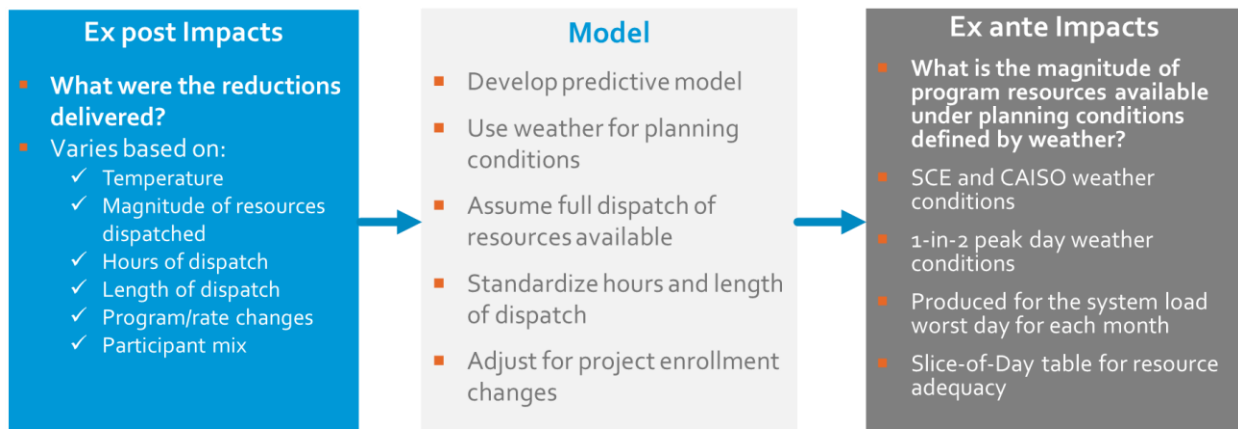 Ex post Impacts
▪ What were the reductions
delivered?
▪ Varies based on:
✓ Temperature
✓ Magnitude of resources
dispatched
✓ Hours of dispatch
✓ Length of dispatch
✓ Program/rate changes
✓ Participant mix
Model
▪ Develop predictive model
▪ Use weather for planning
conditions
▪ Assume full dispatch of
resources available
▪ Standardize hours and length
of dispatch
▪ Adjust for project enrollment
changes
Ex ante Impacts
▪ What is the magnitude of
program resources available
under planning conditions
defined by weather?
▪ SCE and CAISO weather
conditions
▪ 1-in-2 peak day weather
conditions
▪ Produced for the system load
worst day for each month
▪ Slice-of-Day table for resource
adequacy